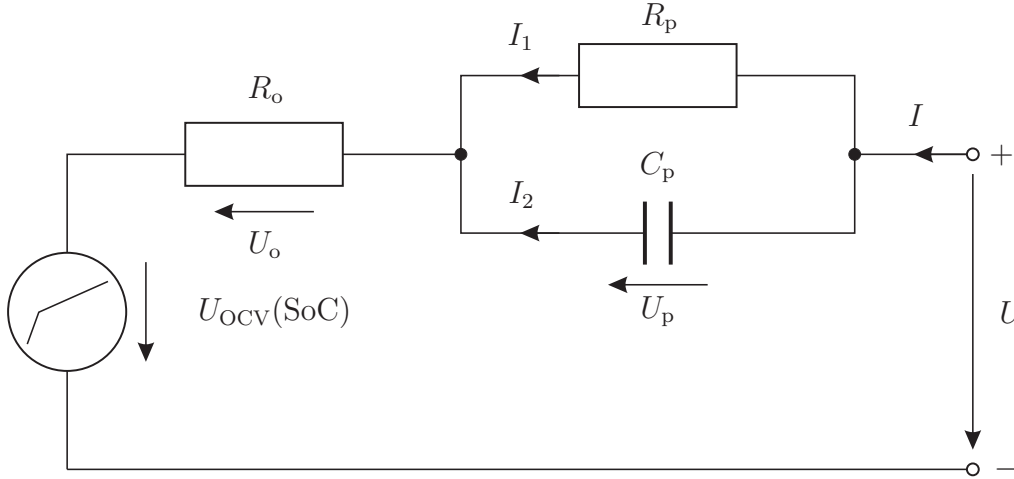 R_p
I_1
R_o
I
+
C_p
I_2
U_o
U_p
U_OCV(SoC)
U
−